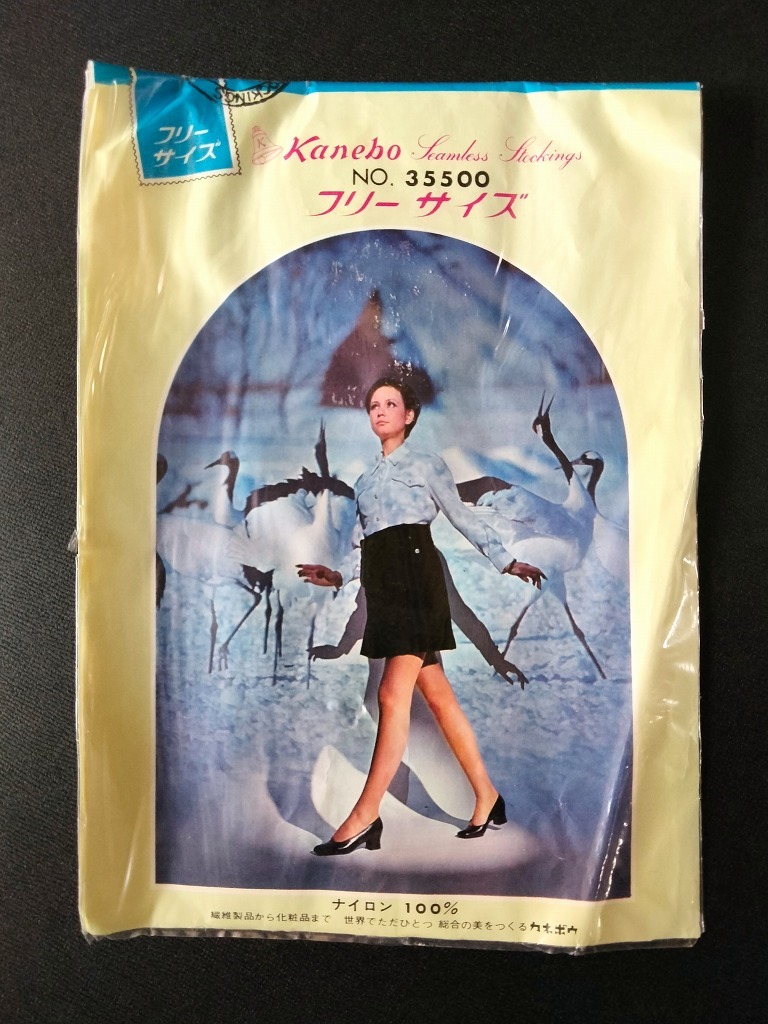 CKINGS
フリー
サイズ
K
Kanebo Seamless Stockings
NO. 35500
フリーサイズ
ナイロン 100%
繊維製品から化粧品まで 世界でただひとつ 総合の美をつくるカネボウ